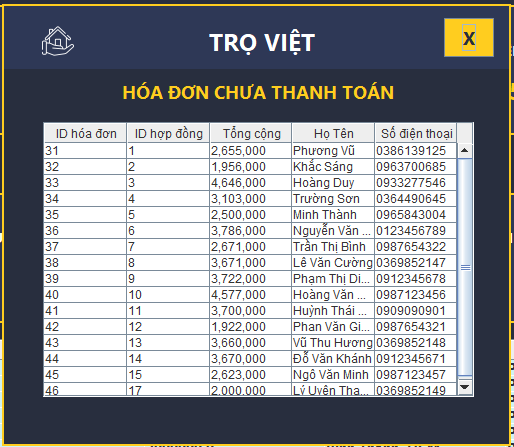 TRỌ VIỆT
X
HÓA ĐƠN CHƯA THANH TOÁN
ID hóa đơn ID hợp đồng Tổng cộng Họ Tên Số điện thoại
31 1 2,655,000 Phương Vũ 0386139125
32 2 1,956,000 Khắc Sáng 0963700685
33 3 4,646,000 Hoàng Duy 0933277546
34 4 3,103,000 Trường Sơn 0364490645
35 5 2,500,000 Minh Thành 0965843004
36 6 3,786,000 Nguyễn Văn ... 0123456789
37 7 2,671,000 Trần Thị Bình 0987654322
38 8 3,671,000 Lê Văn Cường 0369852147
39 9 3,722,000 Phạm Thị Di... 0912345678
40 10 4,577,000 Hoàng Văn ... 0987123456
41 11 3,700,000 Huỳnh Thái ... 0909090901
42 12 1,922,000 Phan Văn Gi... 0987654321
43 13 3,660,000 Vũ Thu Hương 0369852148
44 14 3,670,000 Đỗ Văn Khánh 0912345671
45 15 2,623,000 Ngô Văn Minh 0987123457
46 17 2,000,000 Lý Uyên Tha... 0369852149